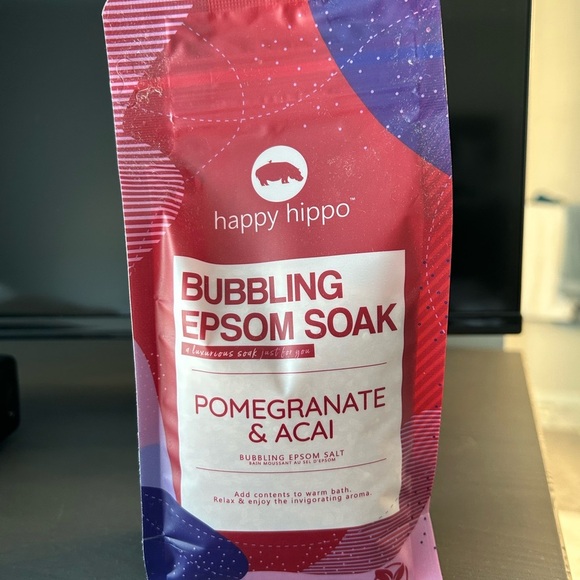 happy hippo™
BUBBLING
EPSOM SOAK
a luxurious soak just for you
POMEGRANATE
& ACAI
BUBBLING EPSOM SALT
BAIN MOUSSANT AU SEL D'EPSOM
Add contents to warm bath.
Relax & enjoy the invigorating aroma.